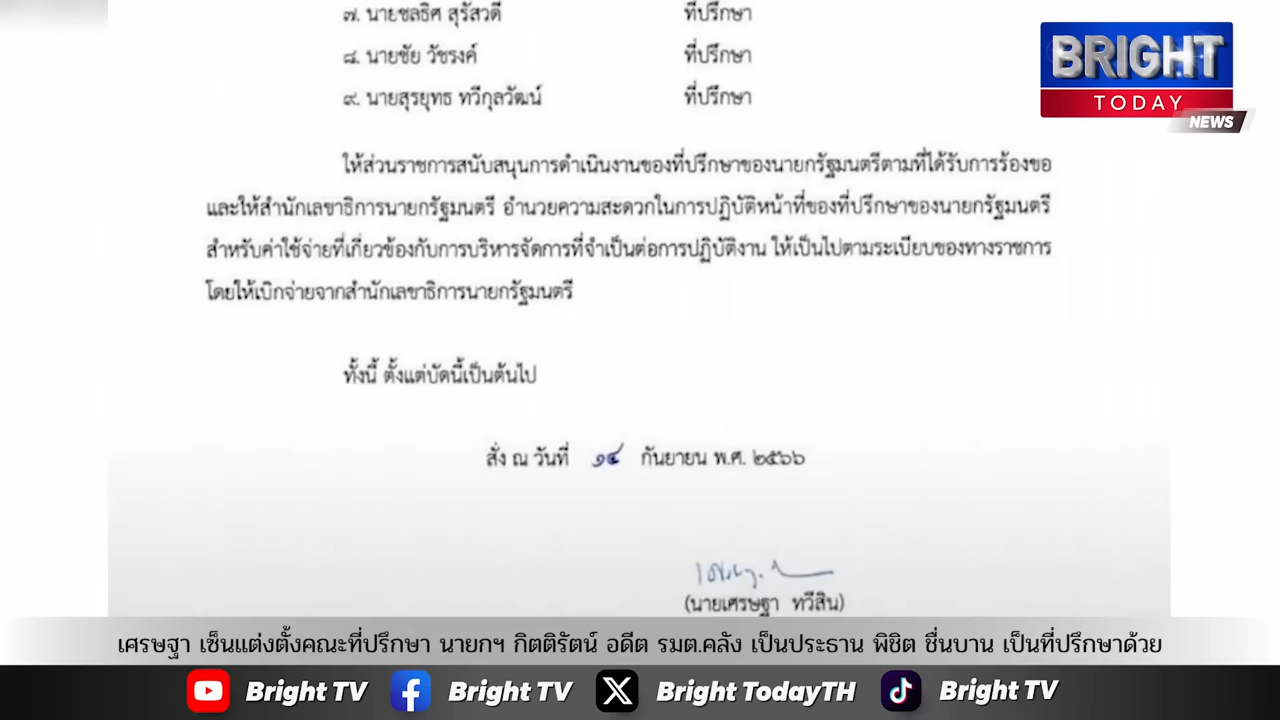 ๗. นายชลธิศ สุรัสวดี ที่ปรึกษา
๘. นายชัย วัชรงค์ ที่ปรึกษา
๙. นายสุรยุทธ ทวีกุลวัฒน์ ที่ปรึกษา
BRIGHT
TODAY
NEWS
ให้ส่วนราชการสนับสนุนการดำเนินงานของที่ปรึกษาของนายกรัฐมนตรีตามที่ได้รับการร้องขอ
และให้สำนักเลขาธิการนายกรัฐมนตรี อำนวยความสะดวกในการปฏิบัติหน้าที่ของที่ปรึกษาของนายกรัฐมนตรี
สำหรับค่าใช้จ่ายที่เกี่ยวข้องกับการบริหารจัดการที่จำเป็นต่อการปฏิบัติงาน ให้เป็นไปตามระเบียบของทางราชการ
โดยให้เบิกจ่ายจากสำนักเลขาธิการนายกรัฐมนตรี
ทั้งนี้ ตั้งแต่บัดนี้เป็นต้นไป
สั่ง ณ วันที่ ๑๔ กันยายน พ.ศ. ๒๕๖๖
(นายเศรษฐา ทวีสิน)
เศรษฐา เซ็นแต่งตั้งคณะที่ปรึกษา นายกฯ กิตติรัตน์ อดีต รมต.คลัง เป็นประธาน พิชิต ชื่นบาน เป็นที่ปรึกษาด้วย
Bright TV Bright TV Bright TodayTH Bright TV